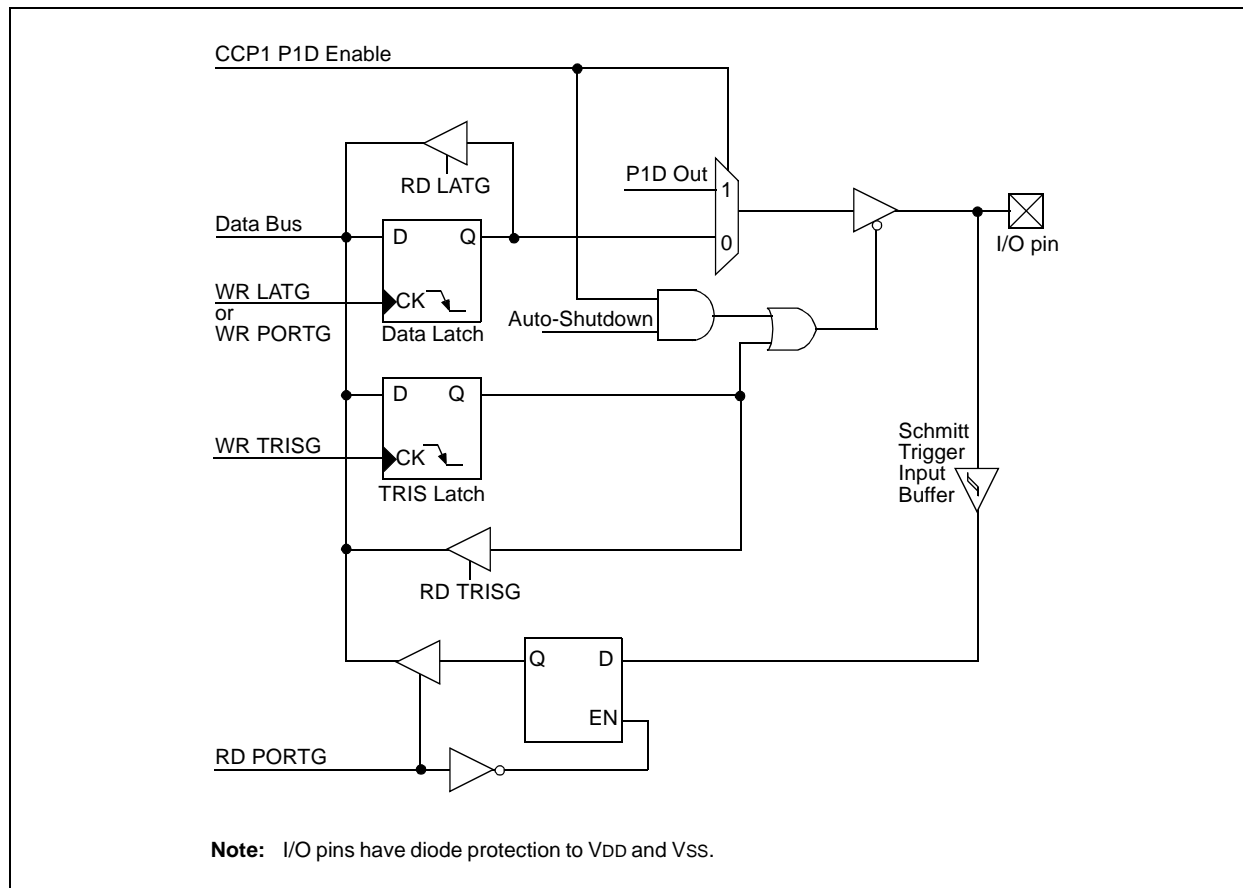 CCP1 P1D Enable
RD LATG
P1D Out
1
0
Data Bus
D Q
CK
Data Latch
I/O pin
WR LATG
or
WR PORTG
Auto-Shutdown
D Q
CK
TRIS Latch
WR TRISG
Schmitt
Trigger
Input
Buffer
RD TRISG
Q D
EN
RD PORTG
Note: I/O pins have diode protection to VDD and VSS.